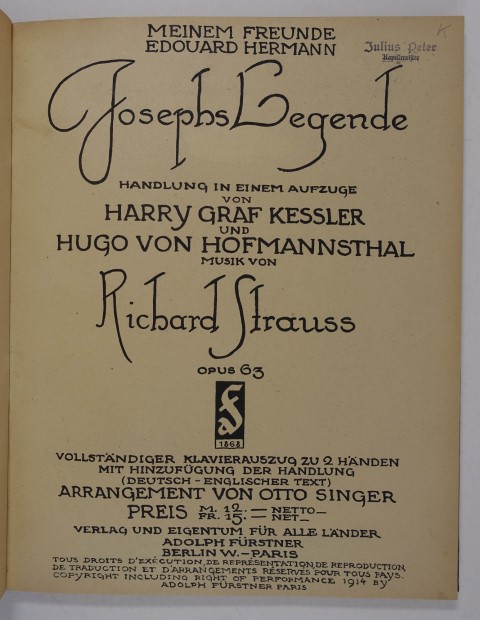 MEINEM FREUNDE
EDOUARD HERMANN
Julius Peter
Kapellmeister
Josephs Legende
HANDLUNG IN EINEM AUFZUGE
VON
HARRY GRAF KESSLER
UND
HUGO VON HOFMANNSTHAL
MUSIK VON
Richard Strauss
OPUS 63
1868
VOLLSTÄNDIGER KLAVIERAUSZUG ZU 2 HÄNDEN
MIT HINZUFÜGUNG DER HANDLUNG
(DEUTSCH-ENGLISCHER TEXT)
ARRANGEMENT VON OTTO SINGER
PREIS M. 12.= NETTO—
FR. 15.= NET—
VERLAG UND EIGENTUM FÜR ALLE LÄNDER
ADOLPH FÜRSTNER
BERLIN W.-PARIS
TOUS DROITS D'EXÉCUTION, DE REPRÉSENTATION, DE REPRODUCTION,
DE TRADUCTION ET D'ARRANGEMENTS RÉSERVÉS POUR TOUS PAYS.
COPYRIGHT INCLUDING RIGHT OF PERFORMANCE 1914 BY
ADOLPH FÜRSTNER PARIS